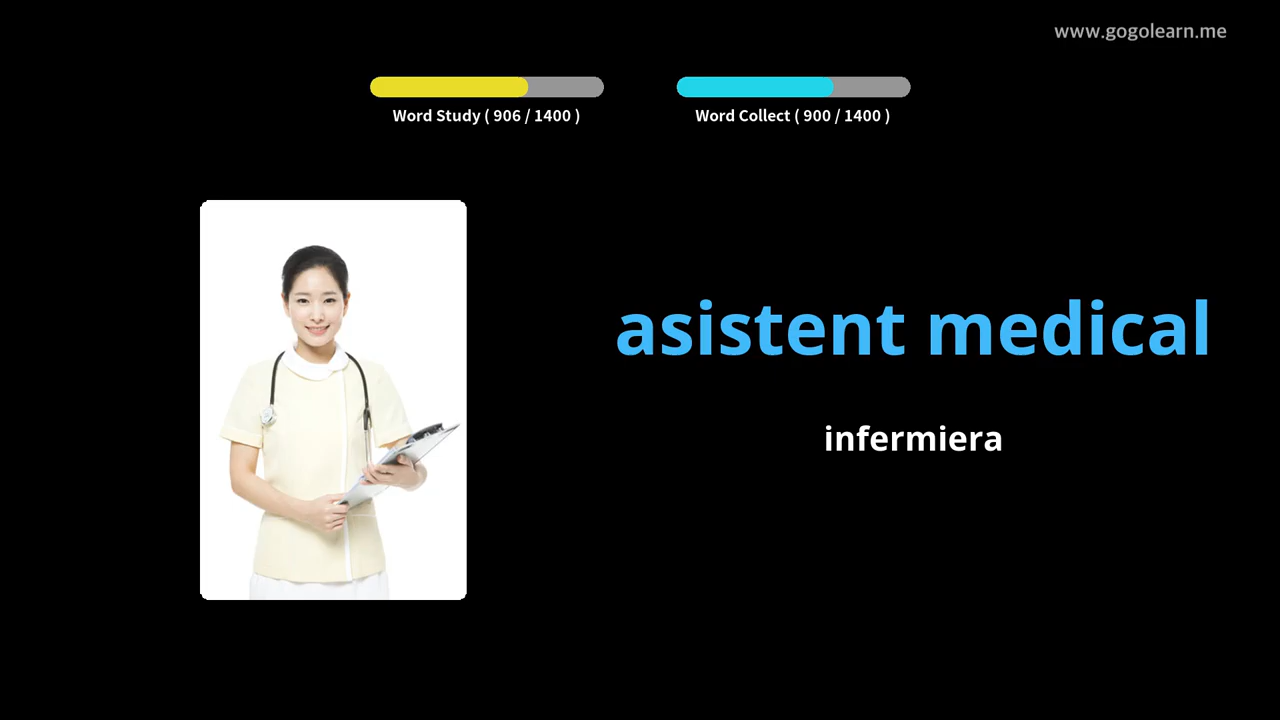 www.gogolearn.me
Word Study ( 906 / 1400 )
Word Collect ( 900 / 1400 )
asistent medical
infermiera